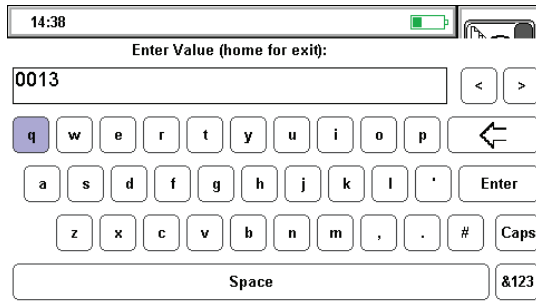 14:38
Enter Value (home for exit):
0013
< >
q w e r t y u i o p
a s d f g h j k l ' Enter
z x c v b n m , . # Caps
Space &123